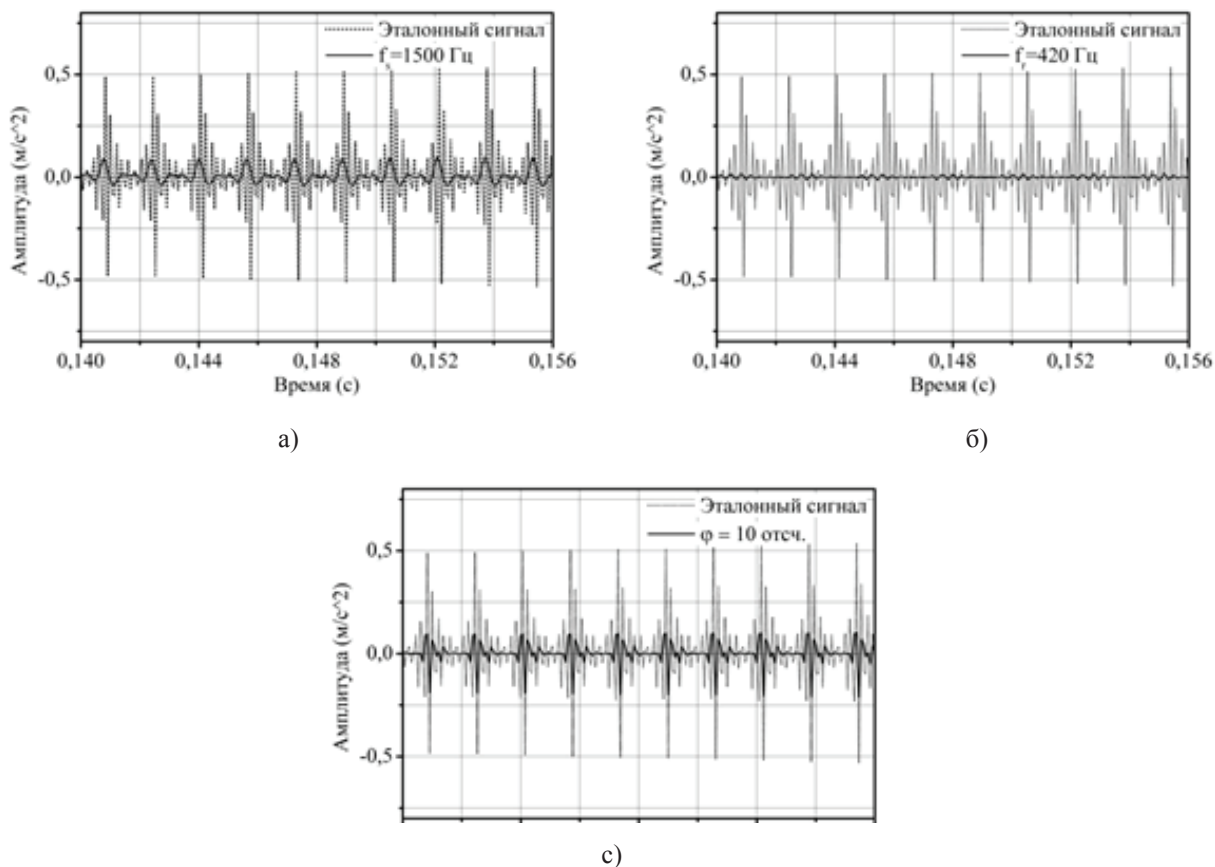 Эталонный сигнал
f_s=1500 Гц
Амплитуда (м/с^2)
0,5
0,0
-0,5
0,140
0,144
0,148
0,152
0,156
Время (с)
а)
Эталонный сигнал
f_r=420 Гц
Амплитуда (м/с^2)
0,5
0,0
-0,5
0,140
0,144
0,148
0,152
0,156
Время (с)
б)
Эталонный сигнал
φ = 10 отсч.
Амплитуда (м/с^2)
0,5
0,0
-0,5
с)